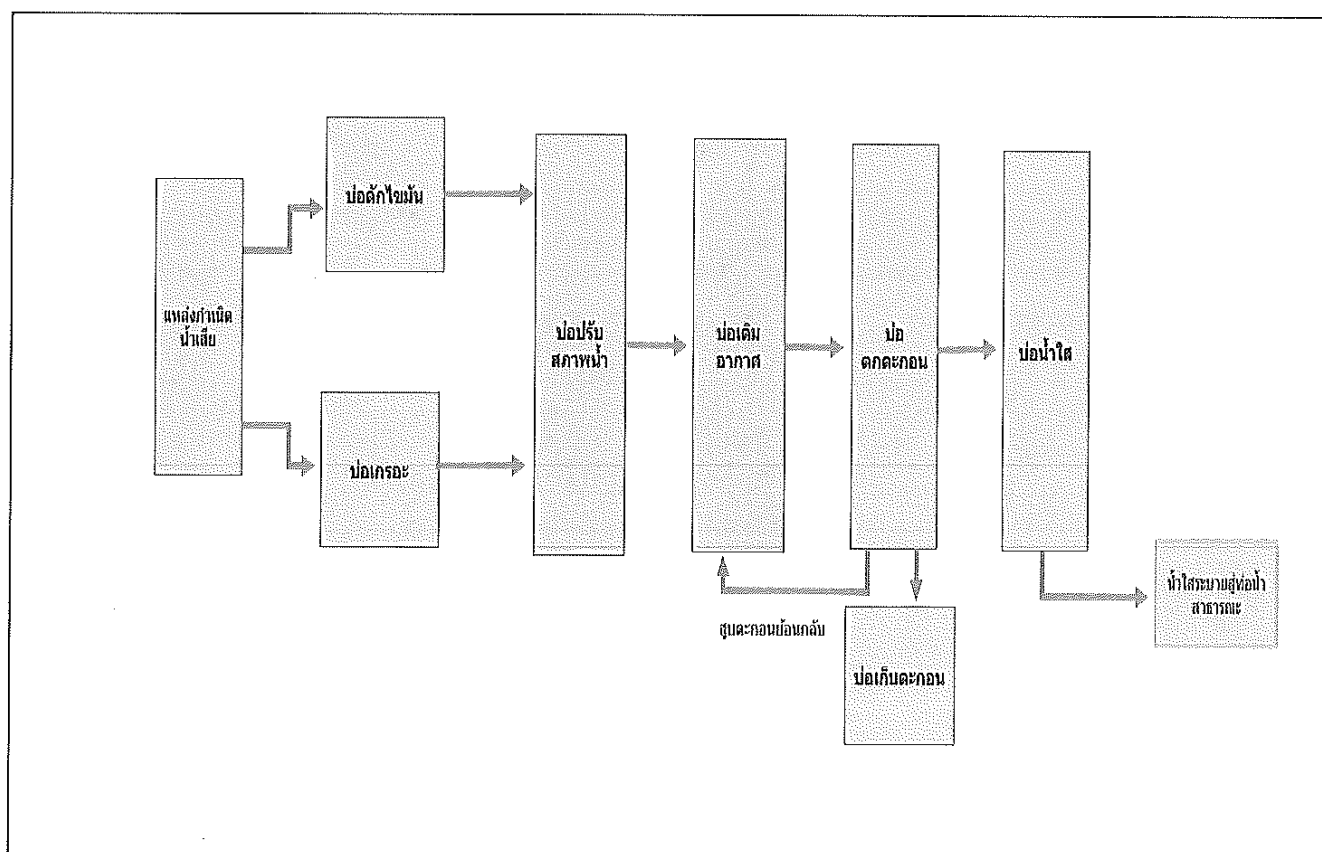 แหล่งกำเนิด
น้ำเสีย
บ่อดักไขมัน
บ่อเกรอะ
บ่อปรับ
สภาพน้ำ
บ่อเติม
อากาศ
บ่อ
ตกตะกอน
บ่อน้ำใส
สูบตะกอนย้อนกลับ
บ่อเก็บตะกอน
น้ำใสระบายสู่ท่อน้ำ
สาธารณะ